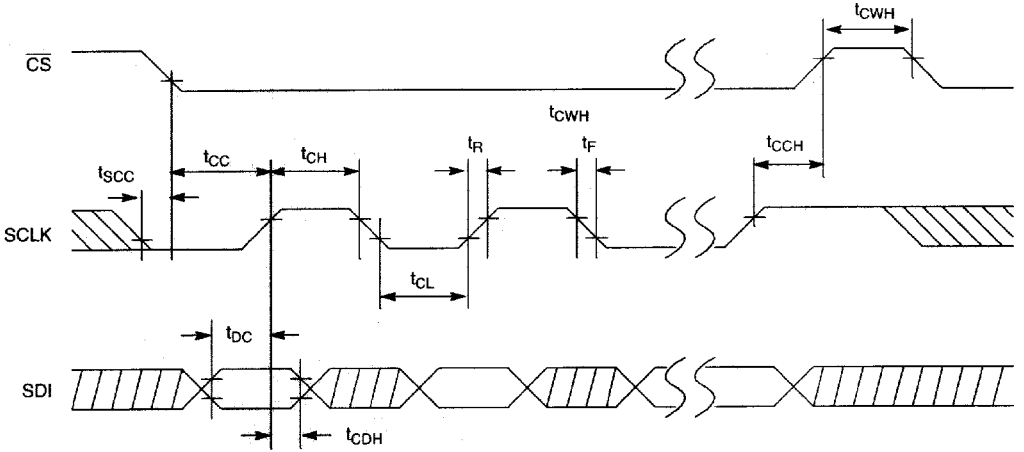 tCWH
CS
tCWH
tCC
tCH
tR
tF
tCCH
tSCC
SCLK
tCL
tDC
SDI
tCDH